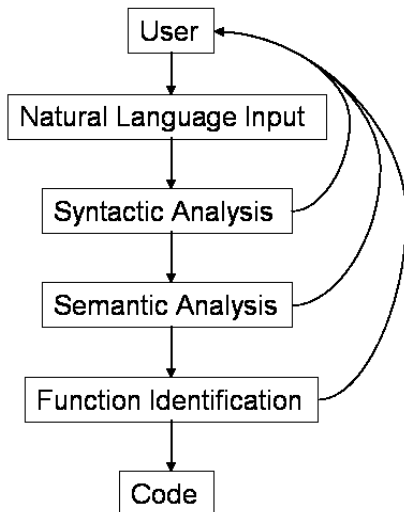 User
Natural Language Input
Syntactic Analysis
Semantic Analysis
Function Identification
Code